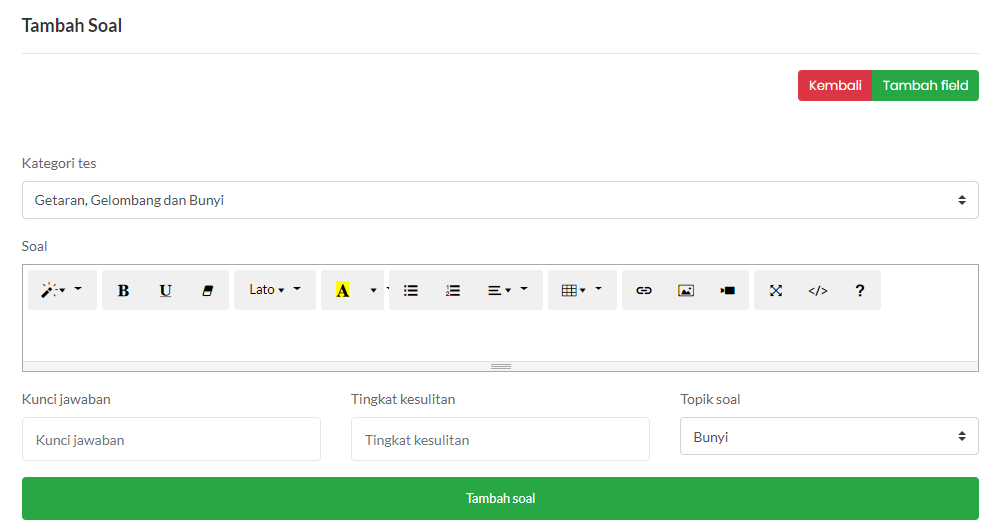 Tambah Soal
Kembali Tambah field
Kategori tes
Getaran, Gelombang dan Bunyi
Soal
B U Lato A </> ?
Kunci jawaban Tingkat kesulitan Topik soal
Kunci jawaban Tingkat kesulitan Bunyi
Tambah soal